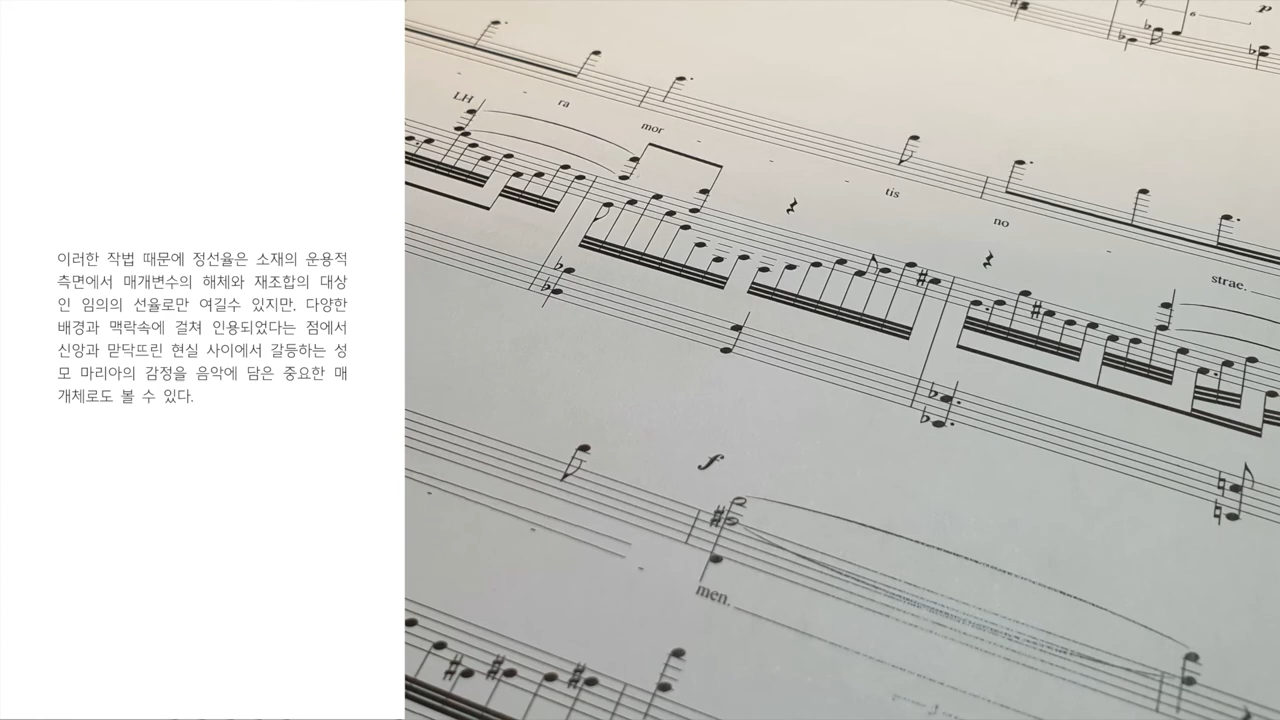 이러한 작법 때문에 정선율은 소재의 운용적
측면에서 매개변수의 해체와 재조합의 대상
인 임의의 선율로만 여길수 있지만, 다양한
배경과 맥락속에 걸쳐 인용되었다는 점에서
신앙과 맏닥뜨린 현실 사이에서 갈등하는 성
모 마리아의 감정을 음악에 담은 중요한 매
개체로도 볼 수 있다.
p
6
LH
ra
mor
tis
no
strae.
f
men.